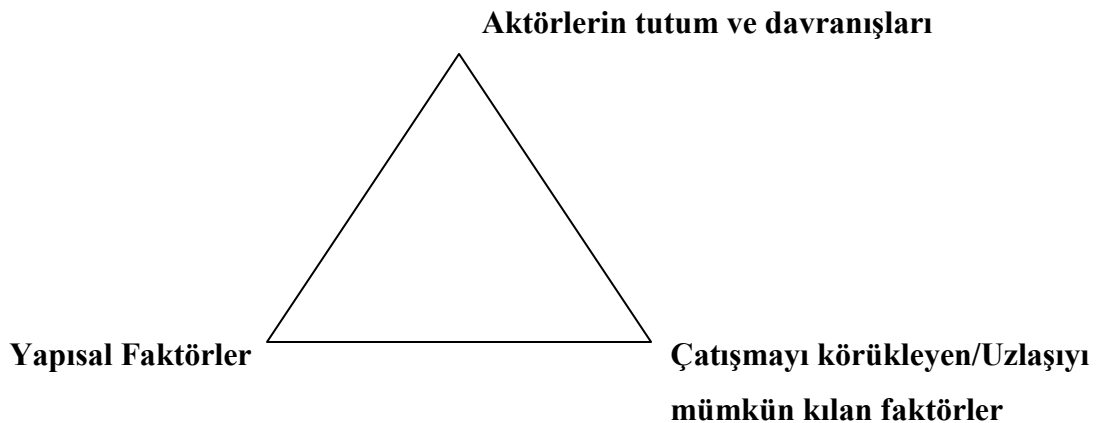 Aktörlerin tutum ve davranışları
Yapısal Faktörler
Çatışmayı körükleyen/Uzlaşıyı
mümkün kılan faktörler